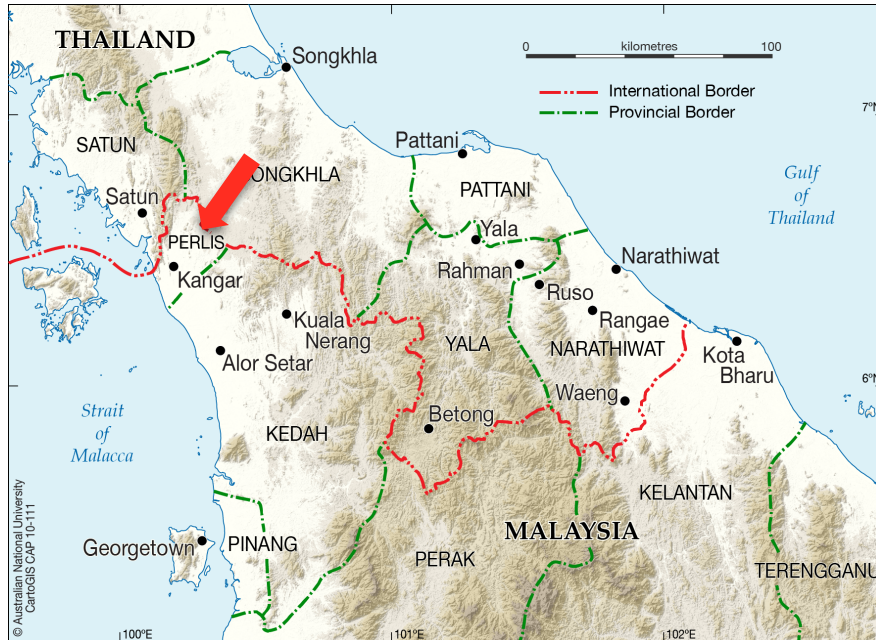 THAILAND
Songkhla
kilometres
0
100
International Border
Provincial Border
7°N
SATUN
Pattani
ONGKHLA
PATTANI
Gulf
of
Thailand
Satun
Yala
PERLIS
Narathiwat
Rahman
Kangar
Ruso
Kuala
Nerang
Rangae
YALA
NARATHIWAT
Alor Setar
Kota
Bharu
6°N
Waeng
Strait
of
Malacca
Betong
KEDAH
KELANTAN
MALAYSIA
Georgetown
PINANG
PERAK
TERENGGANU
© Australian National University
CartoGIS CAP 10-111
100°E
101°E
102°E